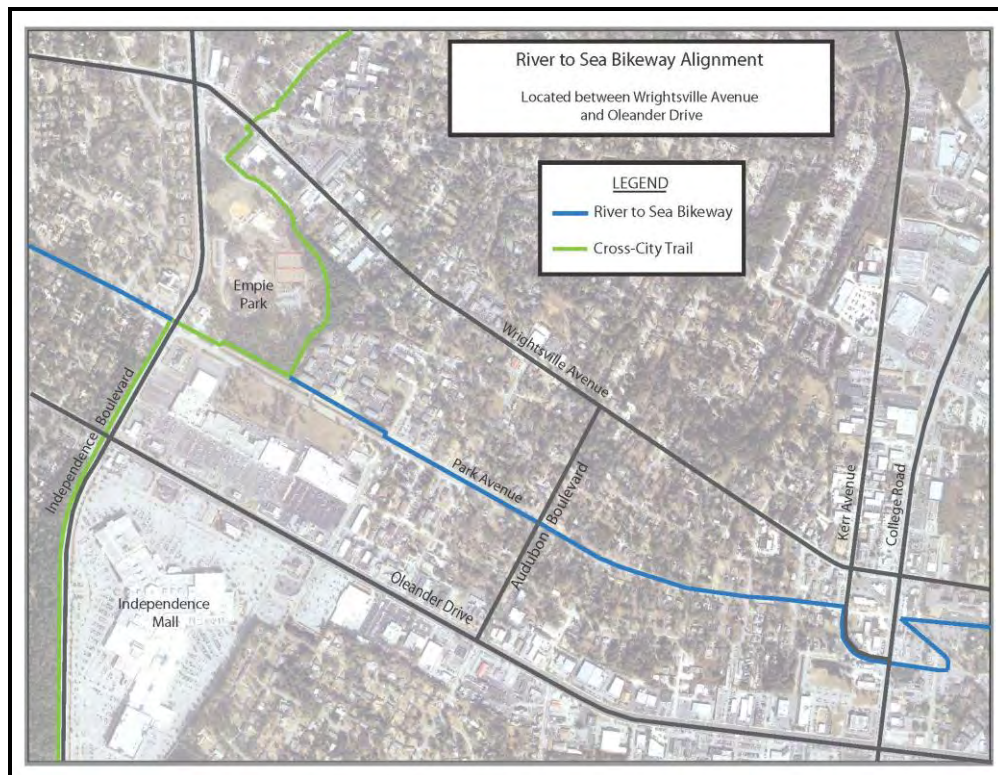 River to Sea Bikeway Alignment
Located between Wrightsville Avenue
and Oleander Drive
LEGEND
River to Sea Bikeway
Cross-City Trail
Empie
Park
Wrightsville Avenue
Independence Boulevard
Park Avenue
Audubon Boulevard
Kerr Avenue
College Road
Oleander Drive
Independence
Mall